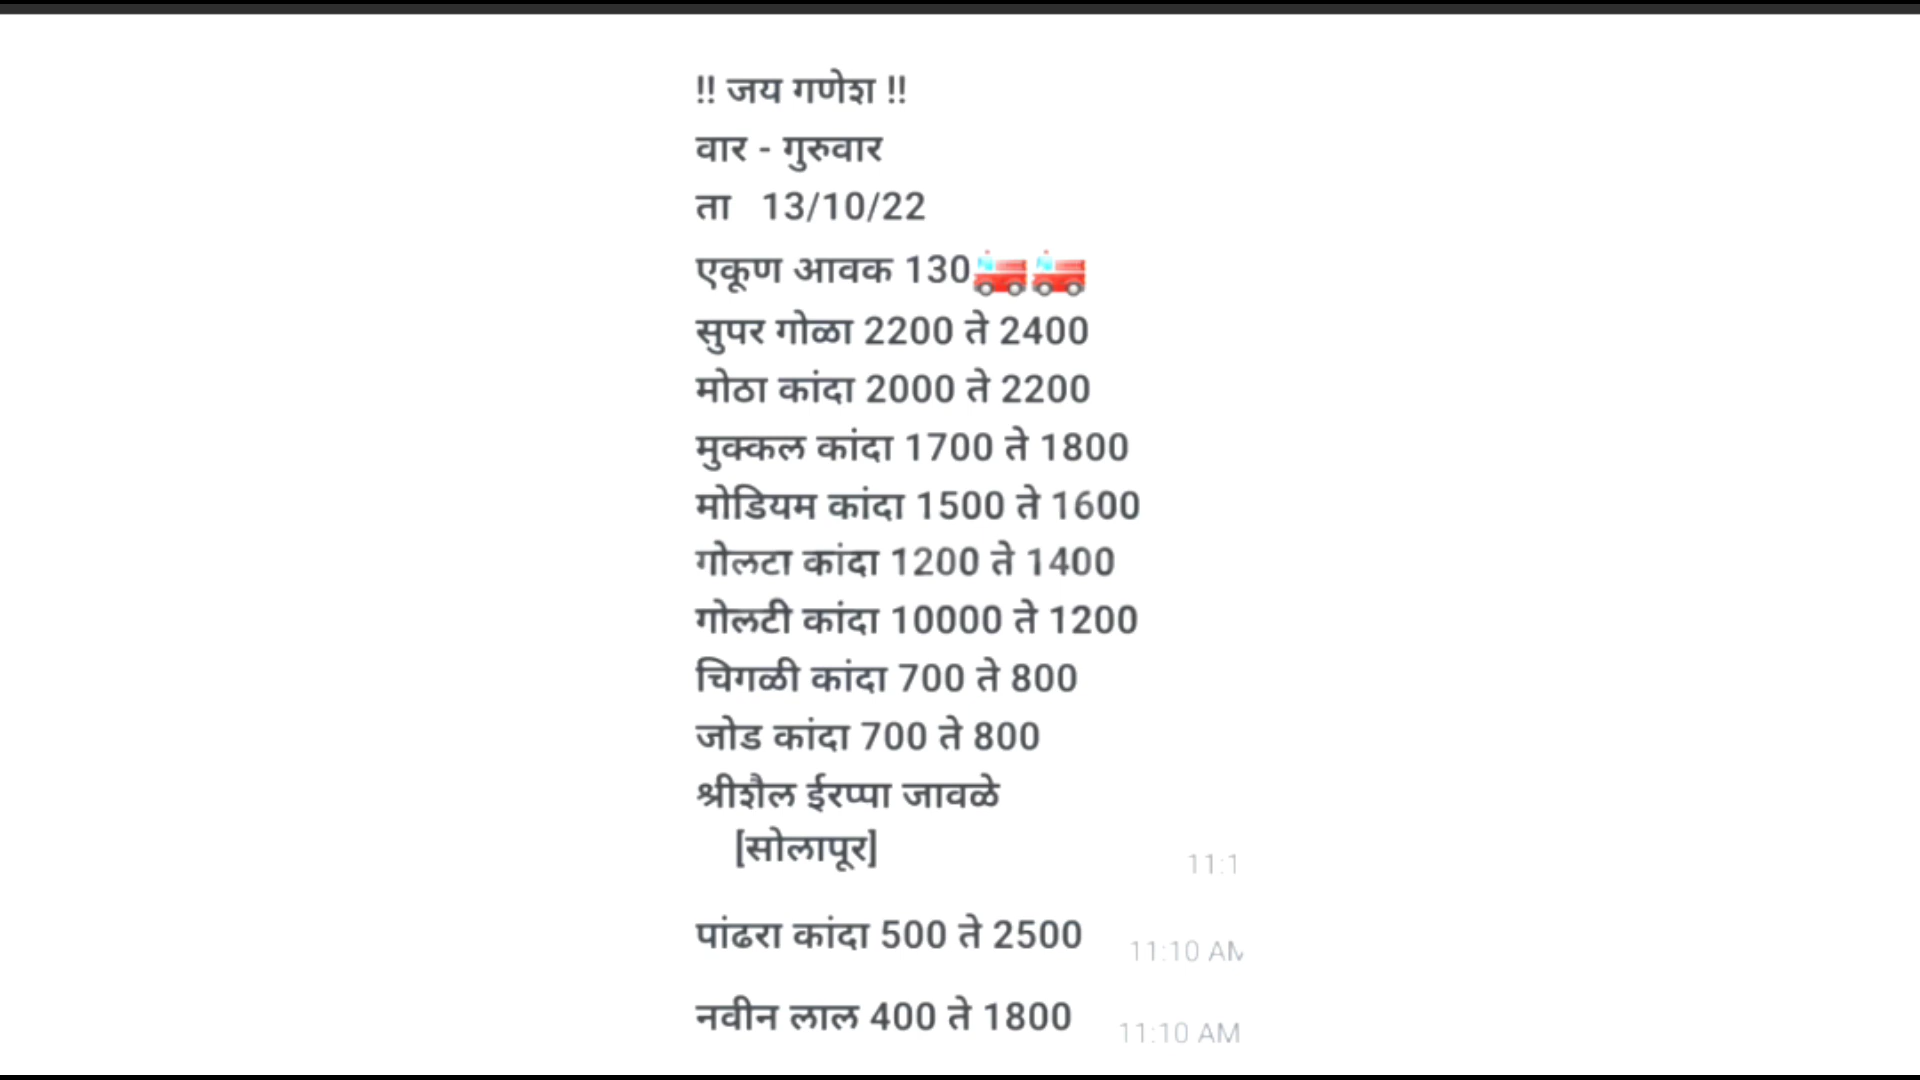 !! जय गणेश !!
वार - गुरुवार
ता 13/10/22
एकूण आवक 130🚒🚒
सुपर गोळा 2200 ते 2400
मोठा कांदा 2000 ते 2200
मुक्कल कांदा 1700 ते 1800
मोडियम कांदा 1500 ते 1600
गोलटा कांदा 1200 ते 1400
गोलटी कांदा 10000 ते 1200
चिगळी कांदा 700 ते 800
जोड कांदा 700 ते 800
श्रीशैल ईरप्पा जावळे
[सोलापूर]
11:1
पांढरा कांदा 500 ते 2500
11:10 AM
नवीन लाल 400 ते 1800
11:10 AM